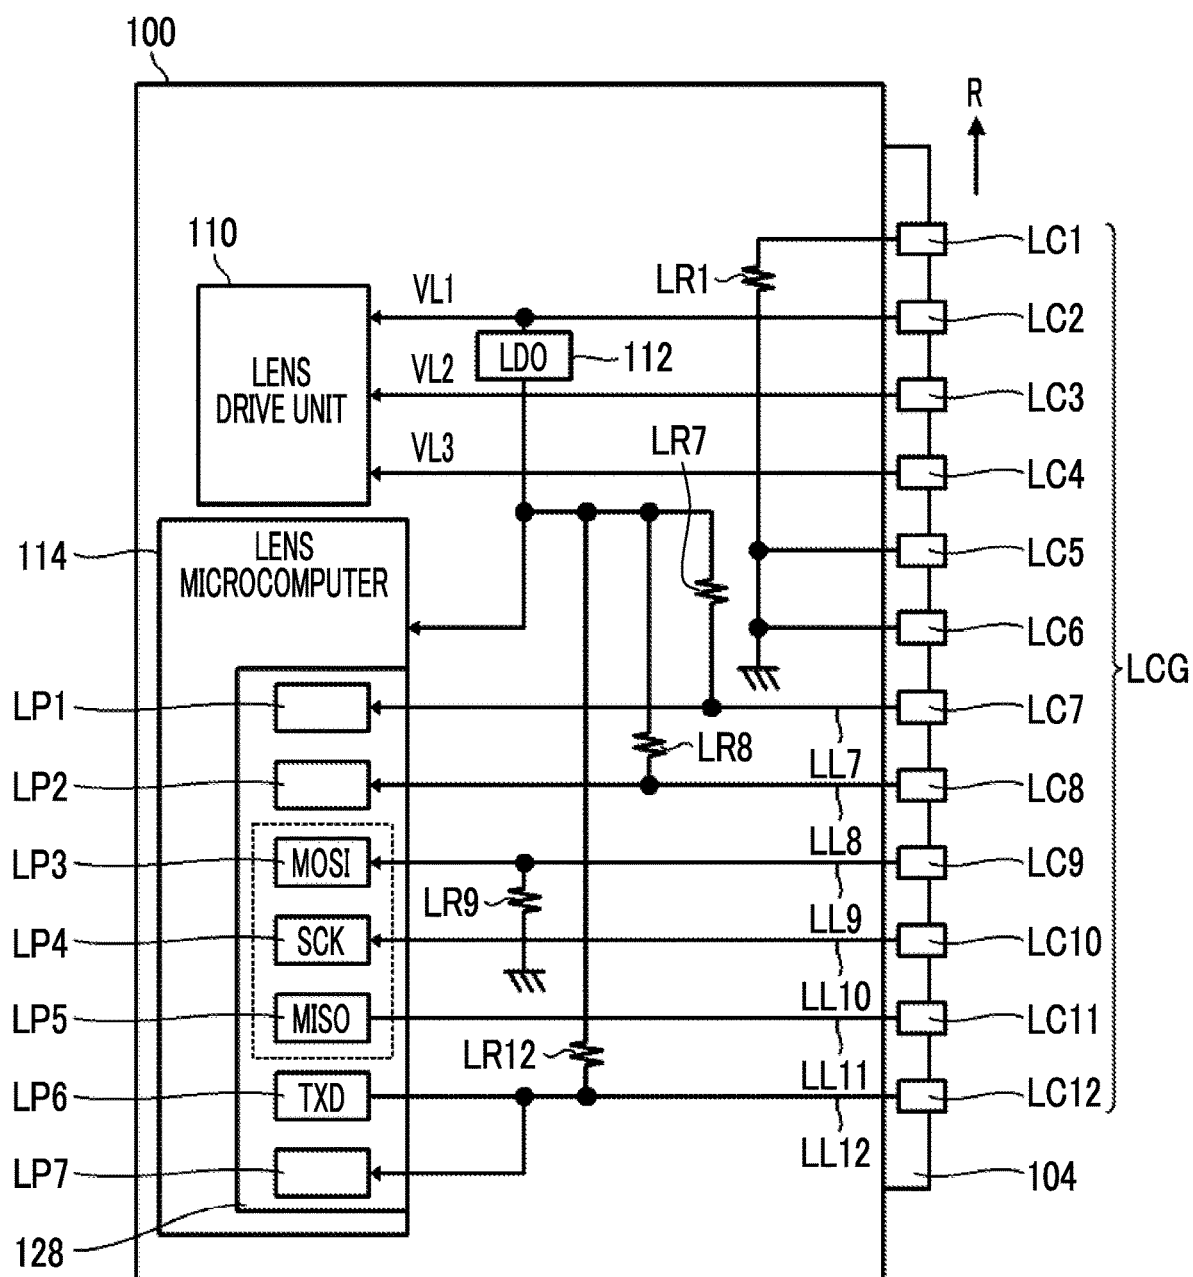 100
R
110
LC1
LR1
VL1
LC2
LDO
112
LENS
DRIVE UNIT
VL2
LC3
LR7
VL3
LC4
114
LENS
MICROCOMPUTER
LC5
LC6
LCG
LP1
LC7
LR8
LL7
LP2
LC8
LL8
LP3
MOSI
LC9
LR9
LL9
LP4
SCK
LC10
LL10
LP5
MISO
LC11
LR12
LL11
LP6
TXD
LC12
LL12
LP7
104
128